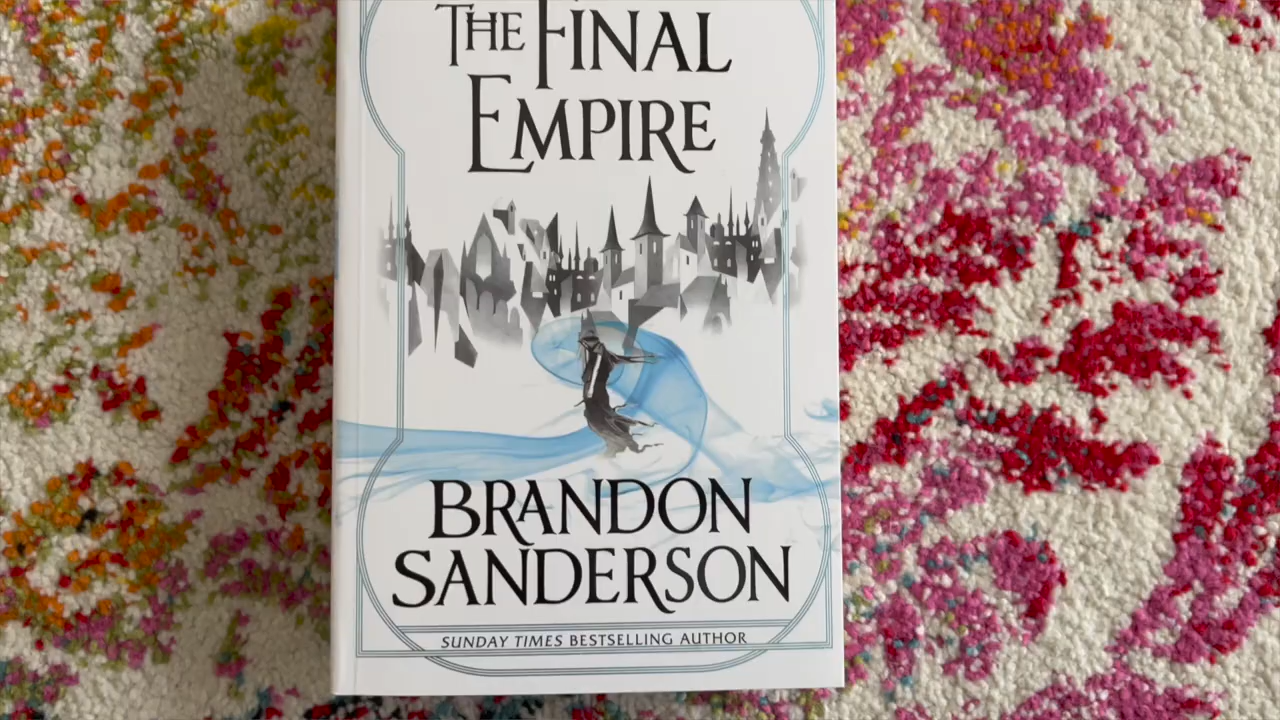 THE FINAL
EMPIRE
BRANDON
SANDERSON
SUNDAY TIMES BESTSELLING AUTHOR